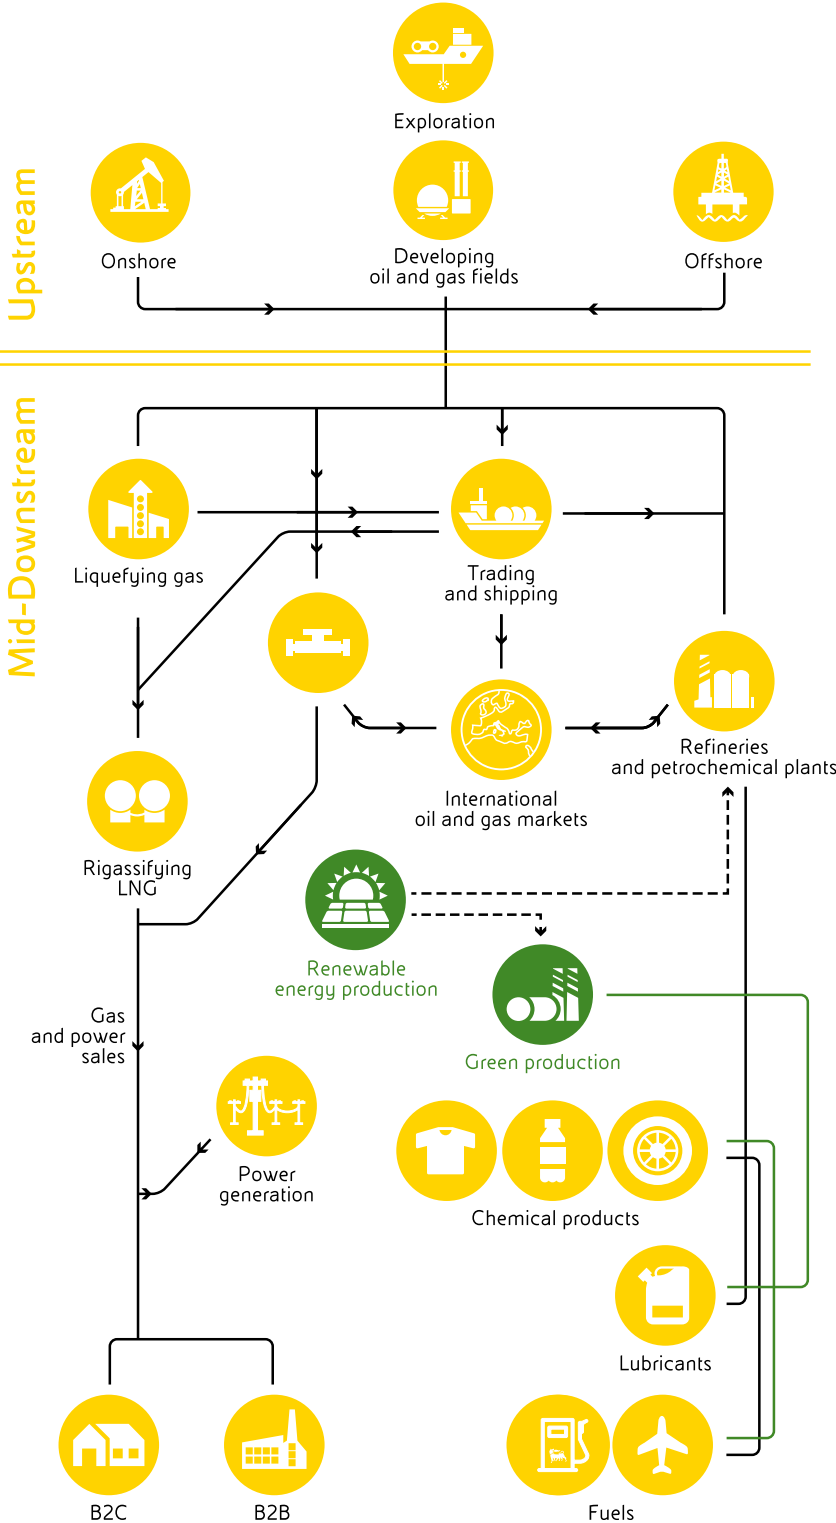 Exploration
Upstream
Onshore
Developing
oil and gas fields
Offshore
Mid-Downstream
Liquefying gas
Trading
and shipping
Refineries
and petrochemical plants
International
oil and gas markets
Rigassifying
LNG
Renewable
energy production
Gas
and power
sales
Green production
Power
generation
Chemical products
Lubricants
B2C
B2B
Fuels